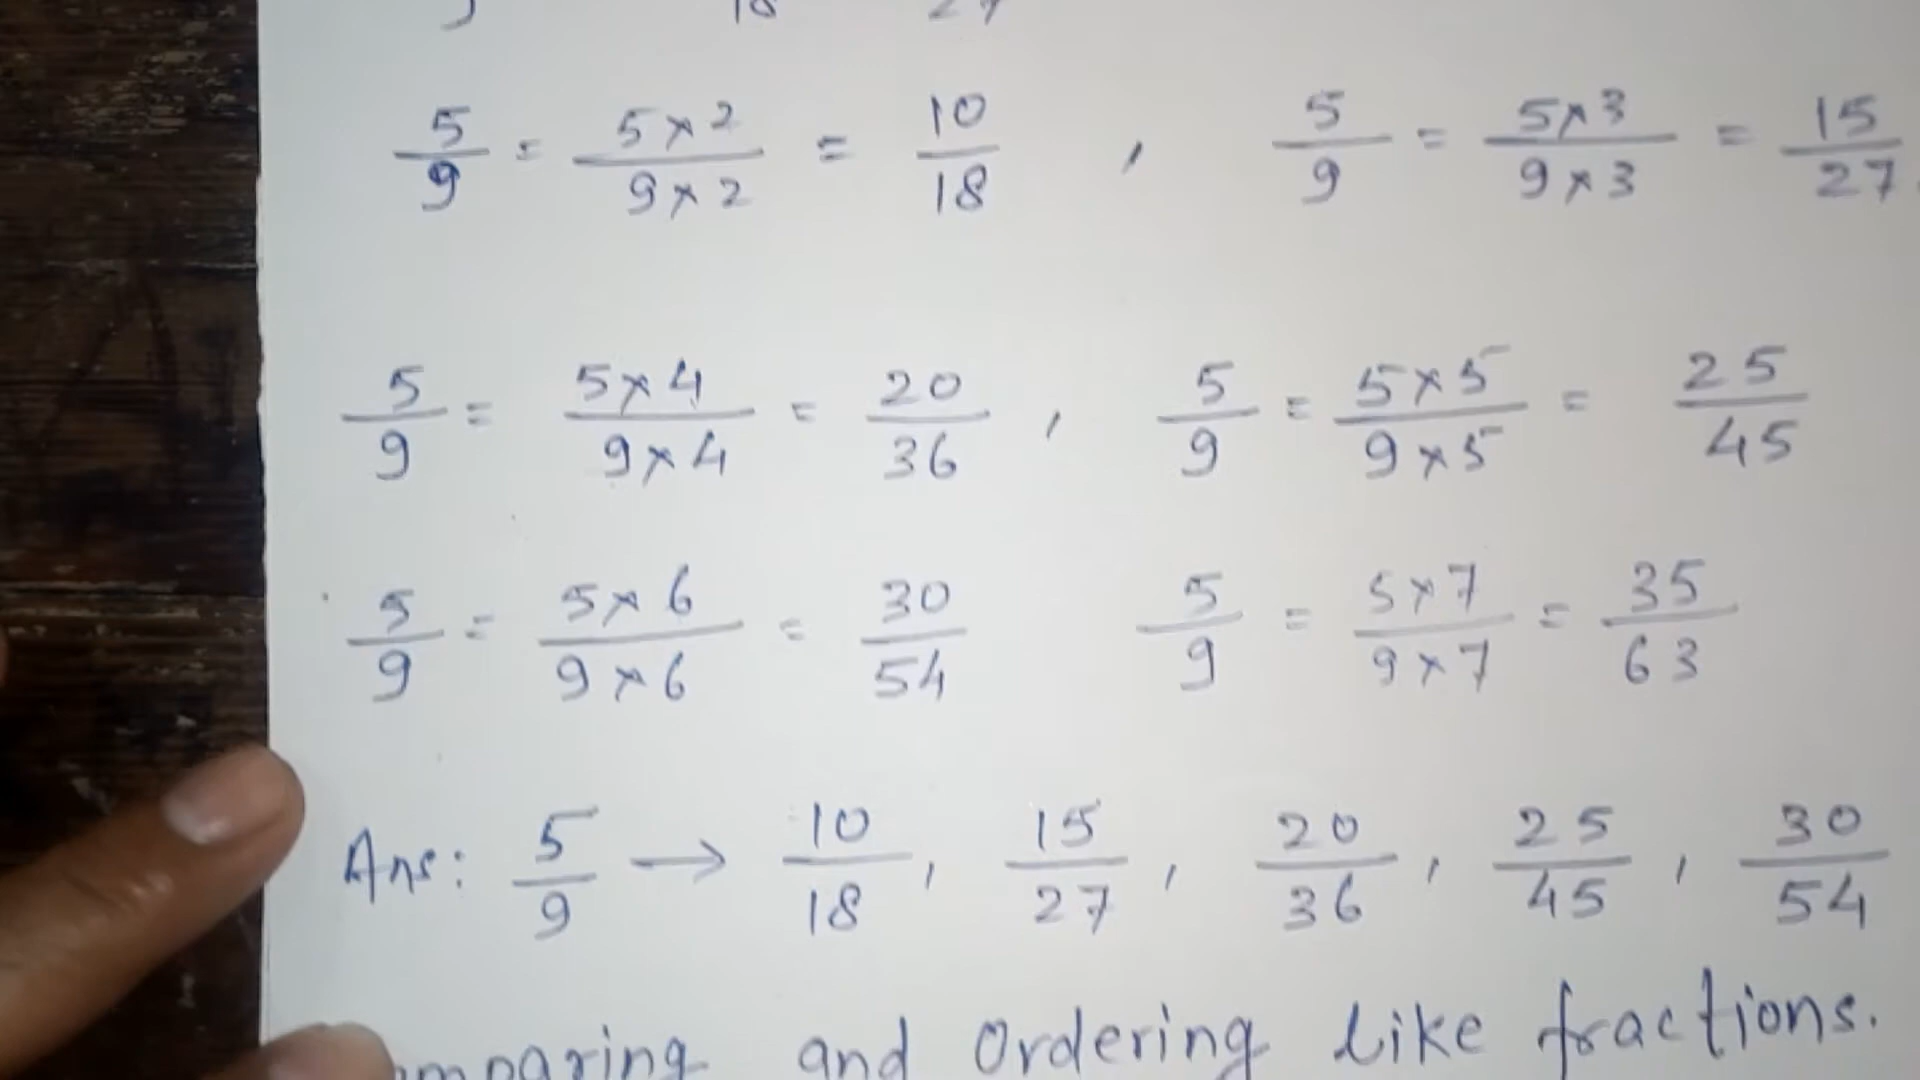 5/9 = 5×2/9×2 = 10/18 , 5/9 = 5×3/9×3 = 15/27
5/9 = 5×4/9×4 = 20/36 , 5/9 = 5×5/9×5 = 25/45
5/9 = 5×6/9×6 = 30/54 5/9 = 5×7/9×7 = 35/63
Ans: 5/9 → 10/18 , 15/27 , 20/36 , 25/45 , 30/54
and Ordering like fractions.